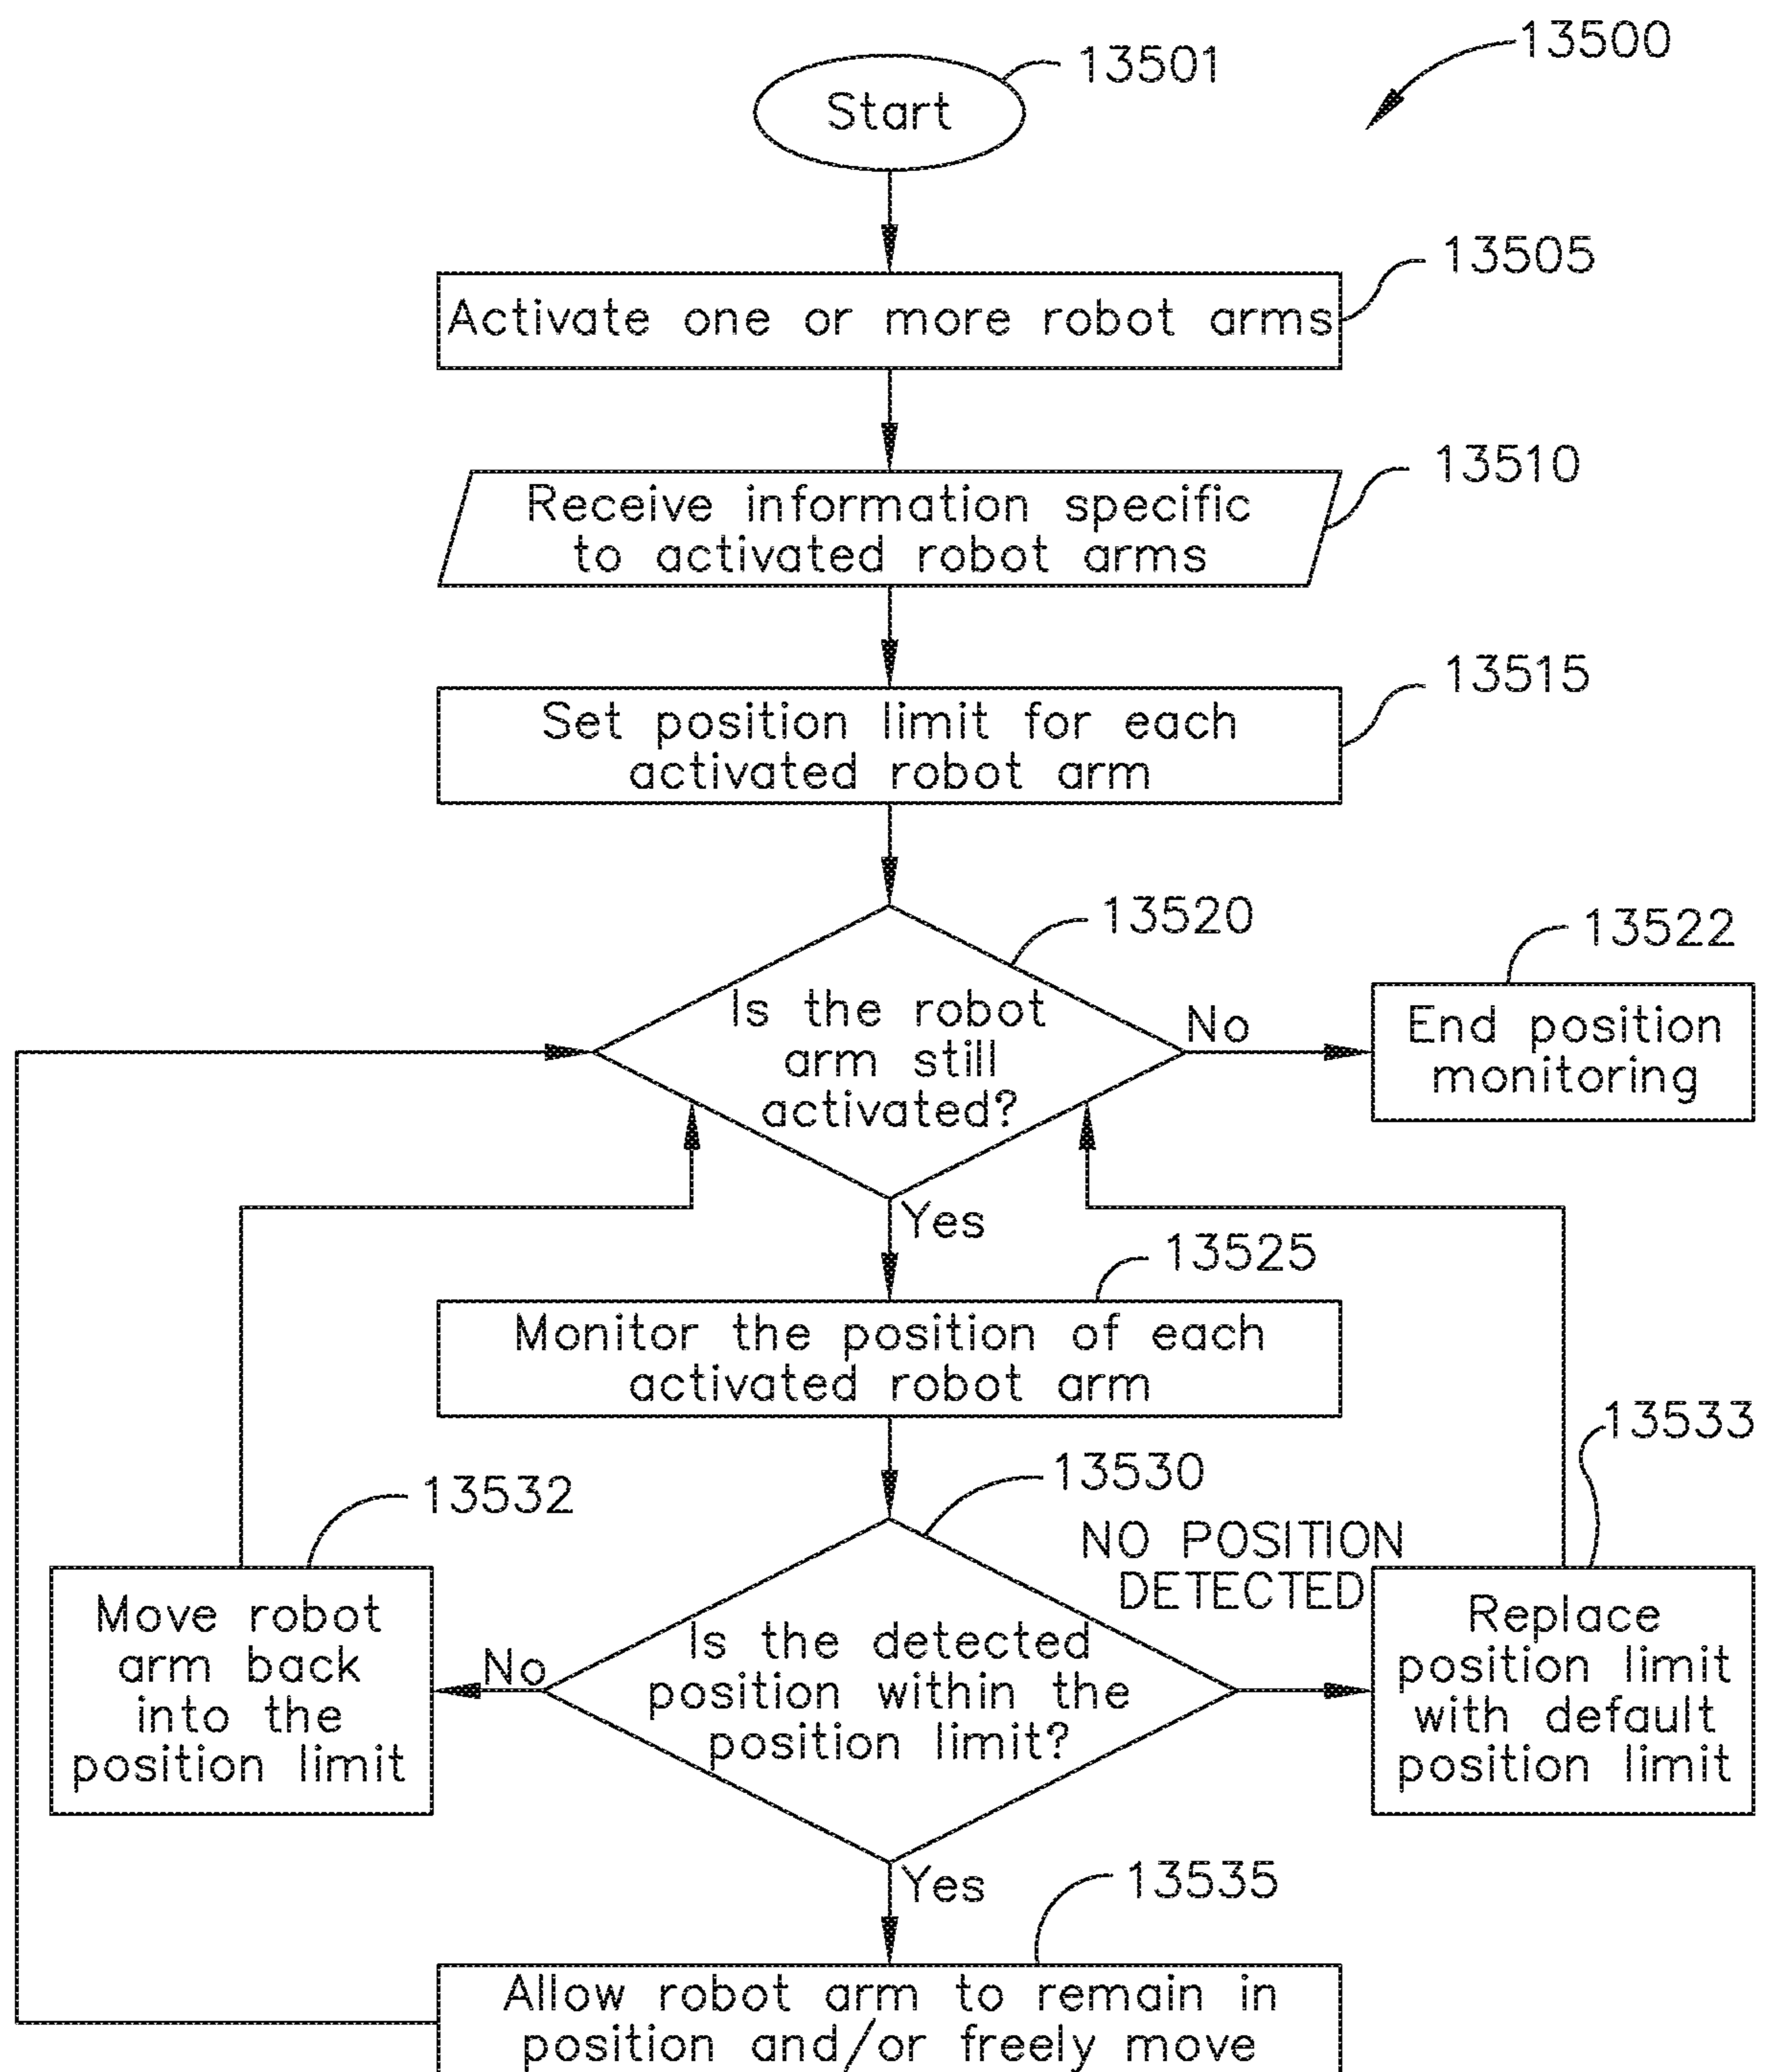 13500
13501
Start
13505
Activate one or more robot arms
13510
Receive information specific
to activated robot arms
13515
Set position limit for each
activated robot arm
13520
13522
Is the robot
arm still
activated?
No
End position
monitoring
Yes
13525
Monitor the position of each
activated robot arm
13533
13532
13530
NO POSITION
DETECTED
Move robot
arm back
into the
position limit
No
Is the detected
position within the
position limit?
Replace
position limit
with default
position limit
Yes
13535
Allow robot arm to remain in
position and/or freely move